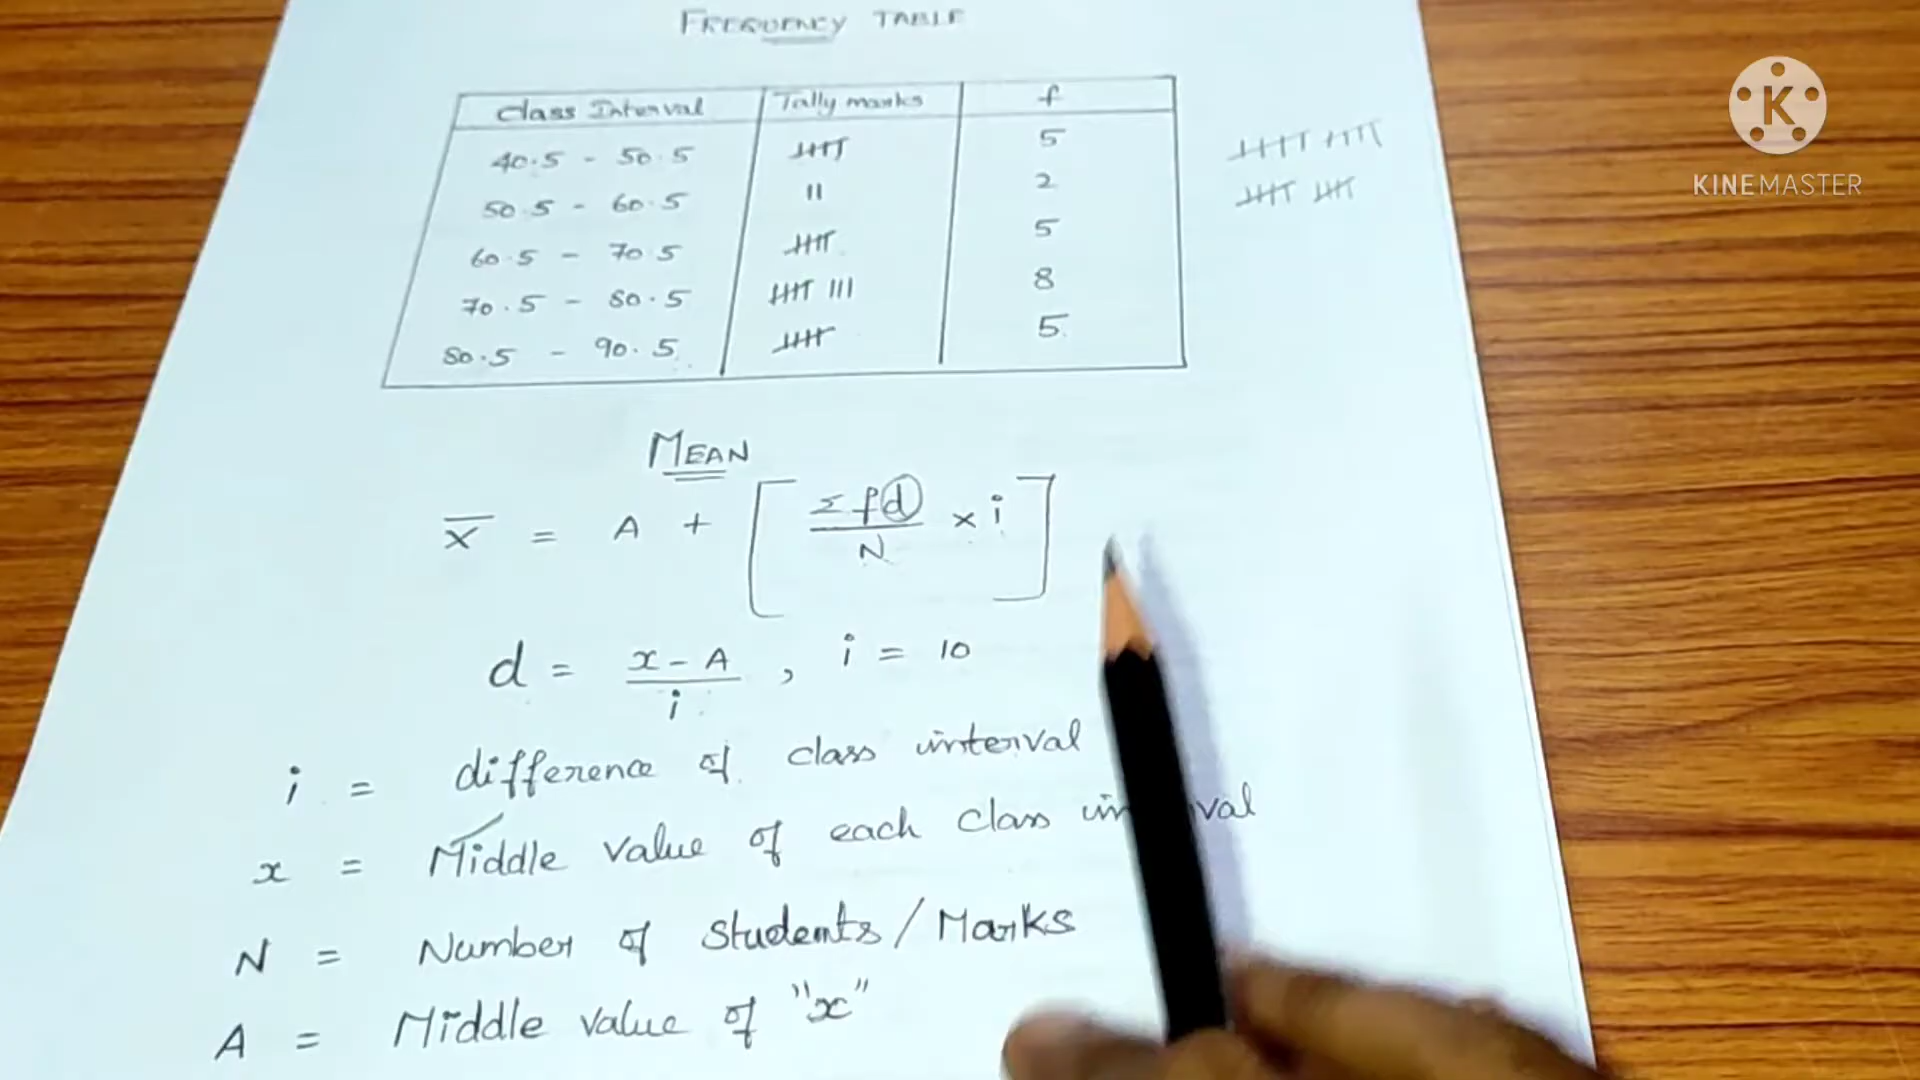 FREQUENCY TABLE
Class Interval Tally marks f
40.5 - 50.5 5
50.5 - 60.5 || 2
60.5 - 70.5 5
70.5 - 80.5 ||| 8
80.5 - 90.5 5
K
KINEMASTER
MEAN
x̄ = A + [ Σfd / N × i ]
d = x - A / i , i = 10
i = difference of class interval
x = Middle value of each class
N = Number of Students / Marks
A = Middle value of "x"